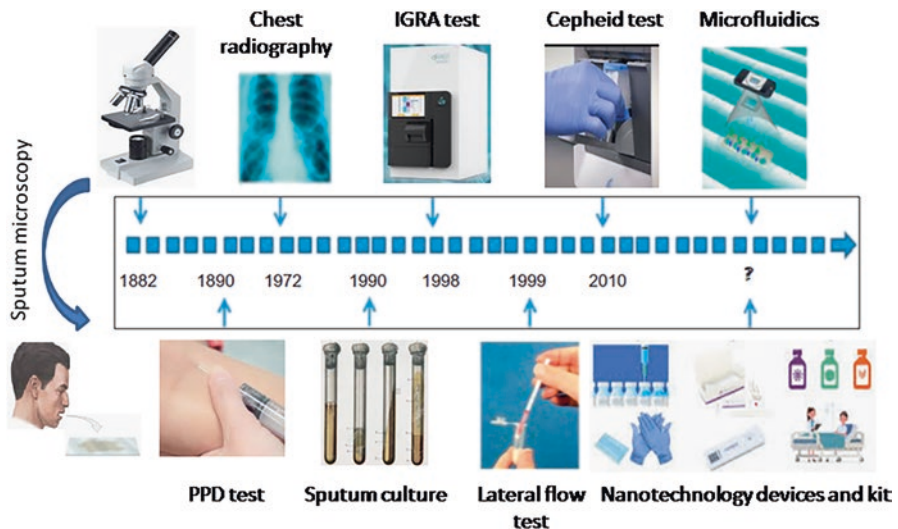 Chest
radiography
IGRA test
Cepheid test
Microfluidics
Sputum microscopy
1882
1890
1972
1990
1998
1999
2010
?
PPD test
Sputum culture
Lateral flow
test
Nanotechnology devices and kit